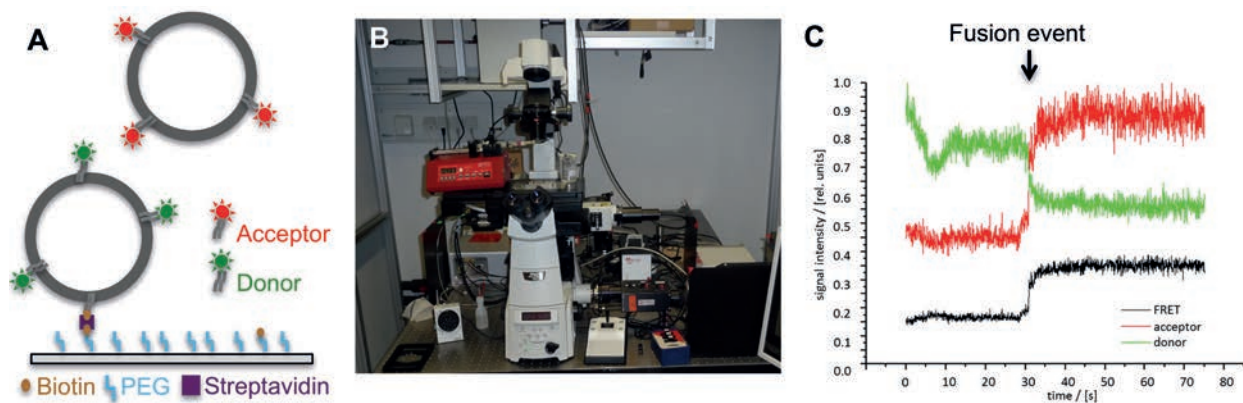 A
Acceptor
Donor
Biotin PEG Streptavidin
B
C
Fusion event
signal intensity / [rel. units]
1.0
0.9
0.8
0.7
0.6
0.5
0.4
0.3
0.2
0.1
0.0
FRET
acceptor
donor
0 10 20 30 40 50 60 70 80
time / [s]